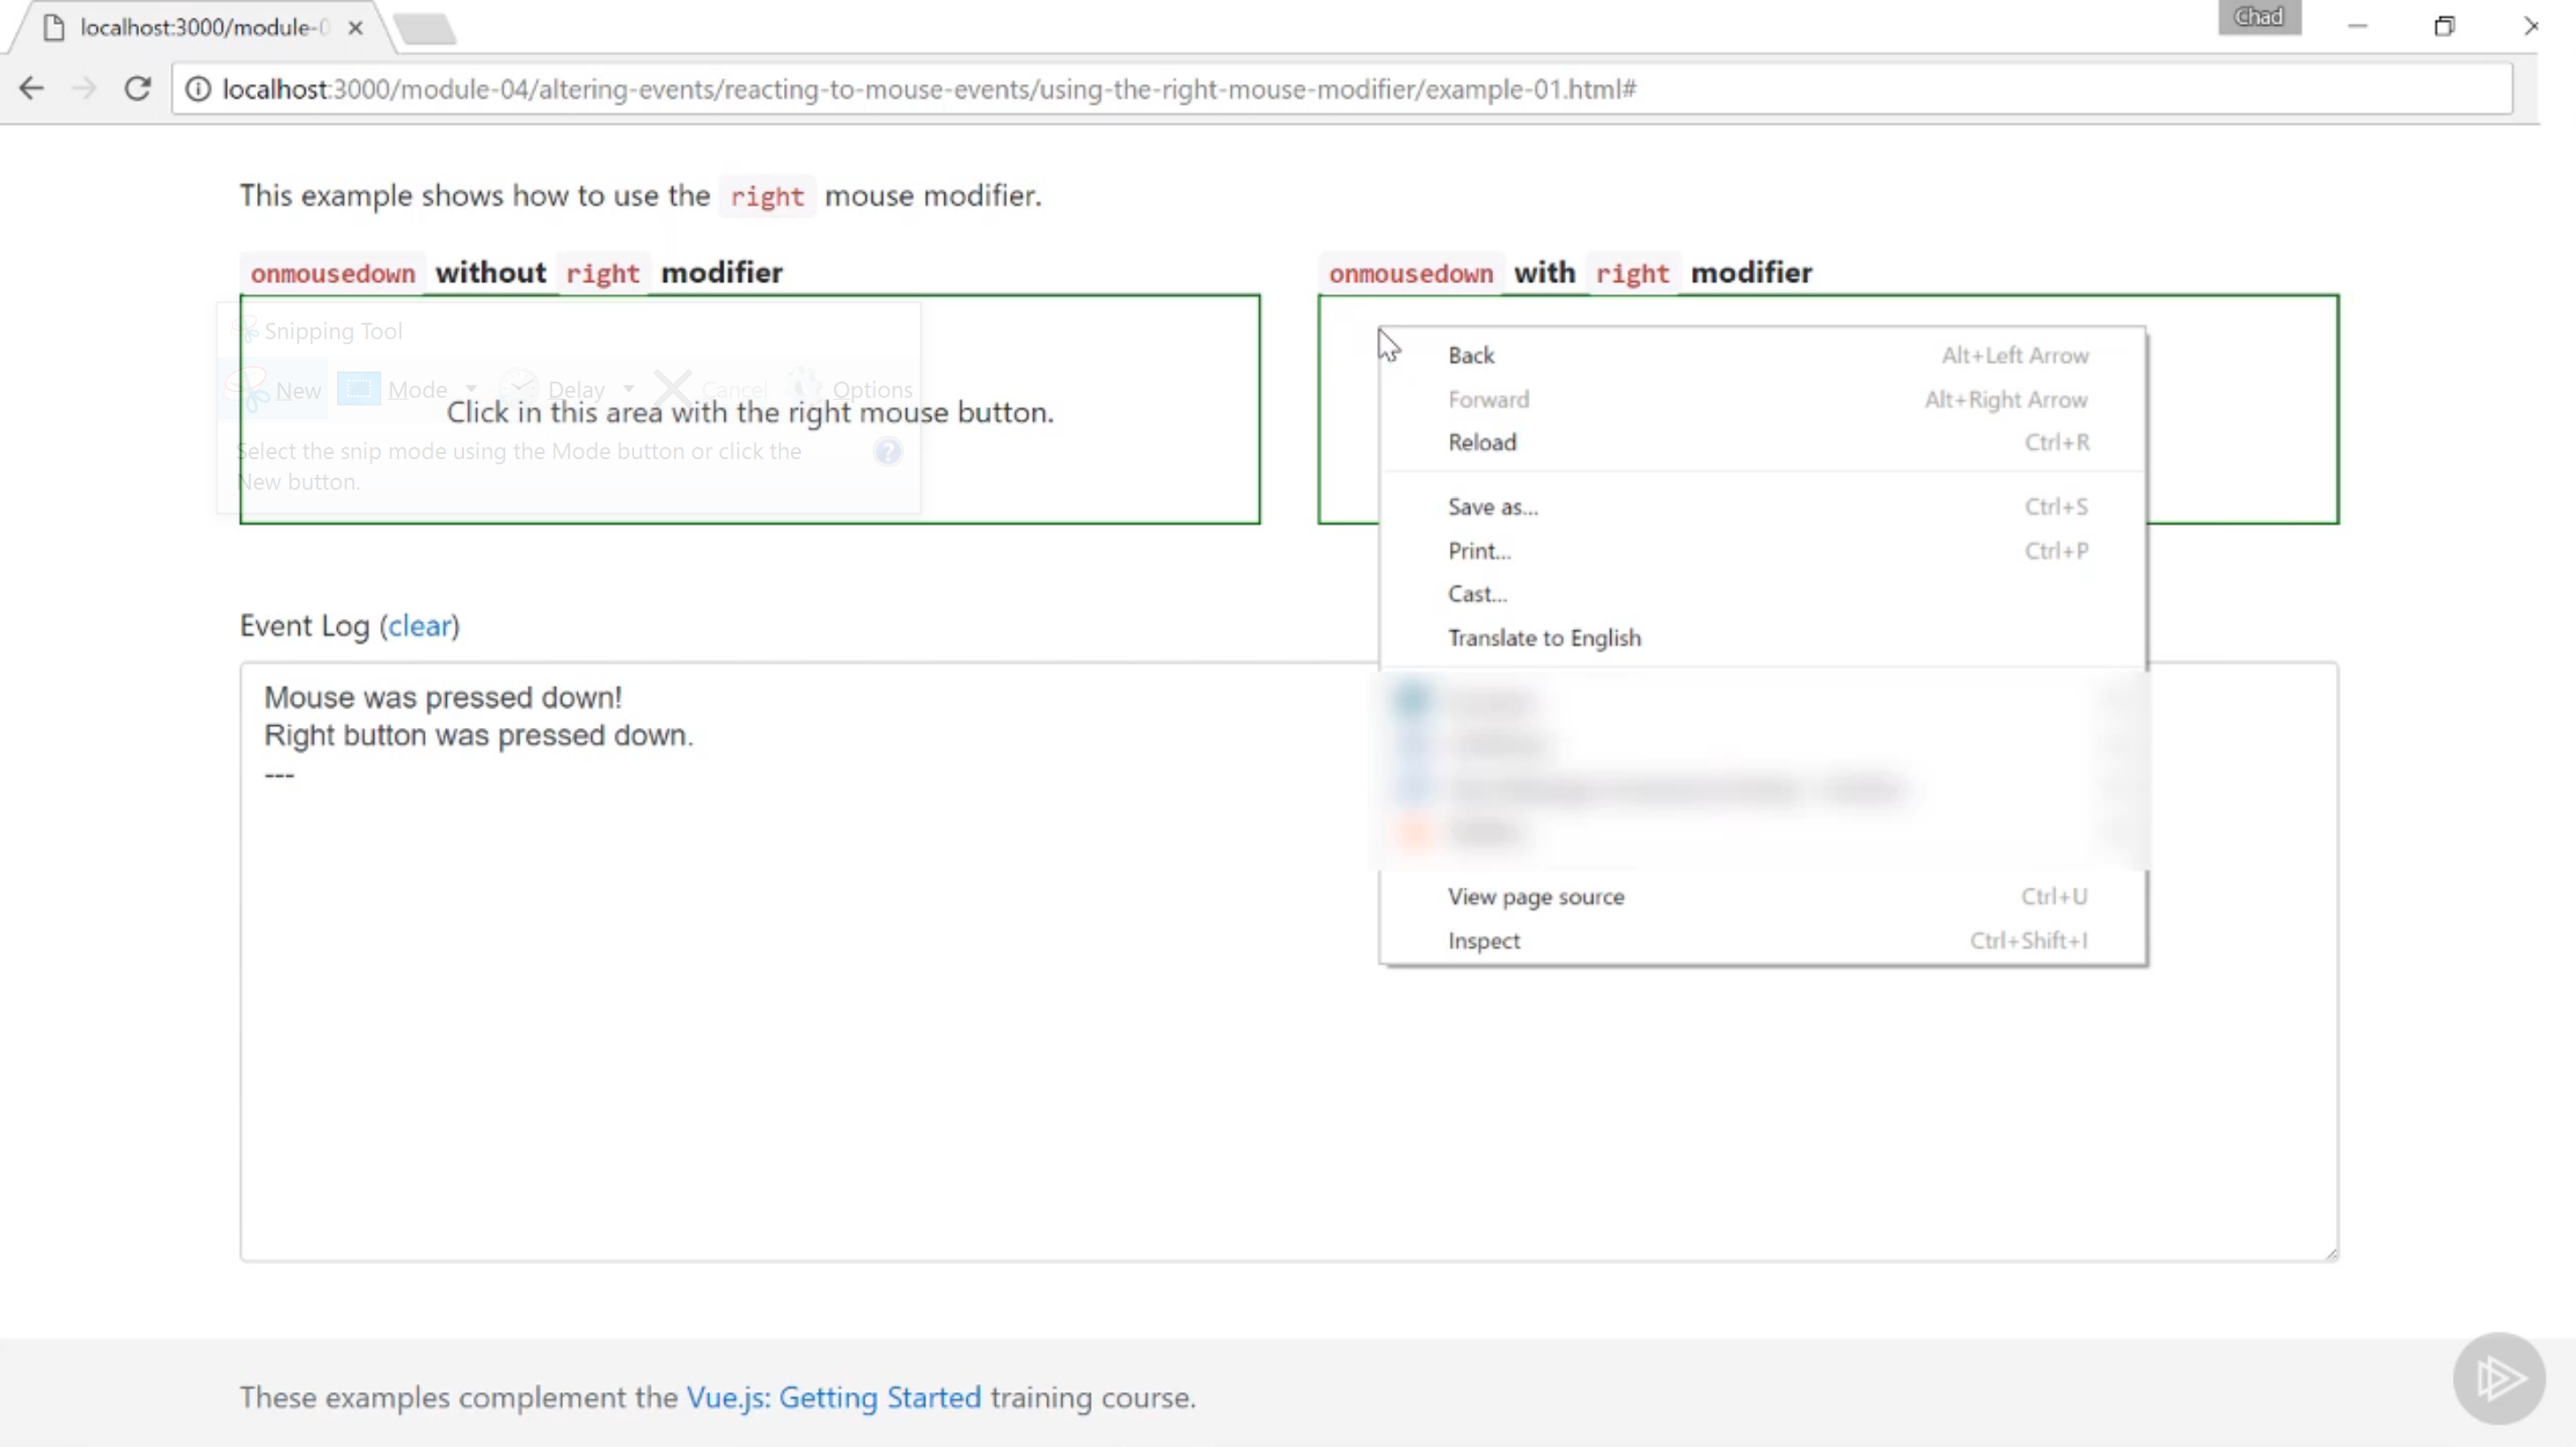 localhost:3000/module-0
Chad
localhost:3000/module-04/altering-events/reacting-to-mouse-events/using-the-right-mouse-modifier/example-01.html#
This example shows how to use the right mouse modifier.
onmousedown without right modifier
onmousedown with right modifier
Snipping Tool
New Mode Delay Cancel Options
Click in this area with the right mouse button.
Select the snip mode using the Mode button or click the
New button.
Back Alt+Left Arrow
Forward Alt+Right Arrow
Reload Ctrl+R
Save as... Ctrl+S
Print... Ctrl+P
Cast...
Translate to English
View page source Ctrl+U
Inspect Ctrl+Shift+I
Event Log (clear)
Mouse was pressed down!
Right button was pressed down.
---
These examples complement the Vue.js: Getting Started training course.